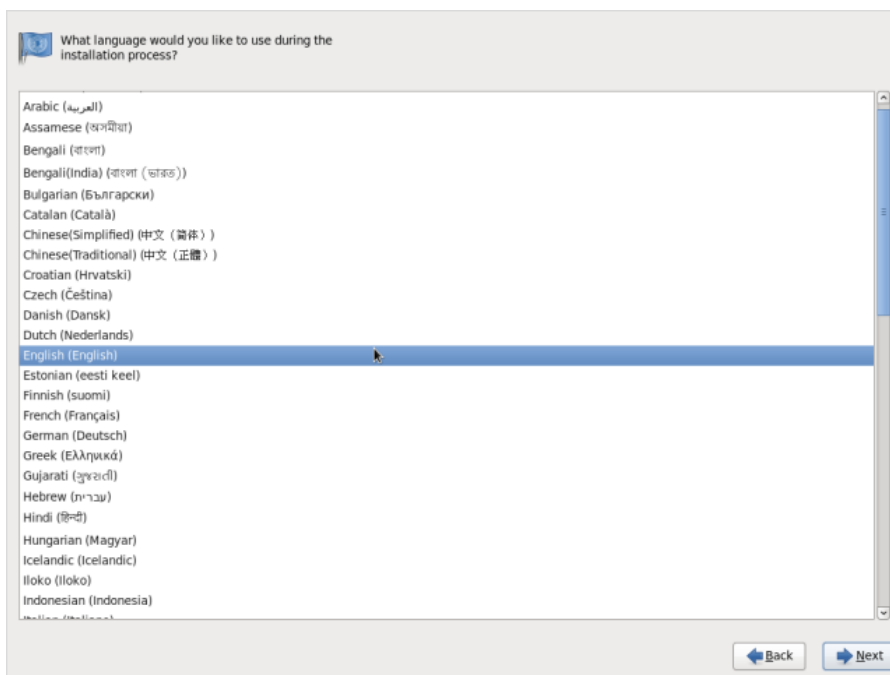 What language would you like to use during the
installation process?
Arabic (العربية)
Assamese (অসমীয়া)
Bengali (বাংলা)
Bengali(India) (বাংলা (ভারত))
Bulgarian (Български)
Catalan (Català)
Chinese(Simplified) (中文（简体）)
Chinese(Traditional) (中文（正體）)
Croatian (Hrvatski)
Czech (Čeština)
Danish (Dansk)
Dutch (Nederlands)
English (English)
Estonian (eesti keel)
Finnish (suomi)
French (Français)
German (Deutsch)
Greek (Ελληνικά)
Gujarati (ગુજરાતી)
Hebrew (עברית)
Hindi (हिन्दी)
Hungarian (Magyar)
Icelandic (Icelandic)
Iloko (Iloko)
Indonesian (Indonesia)
Back
Next